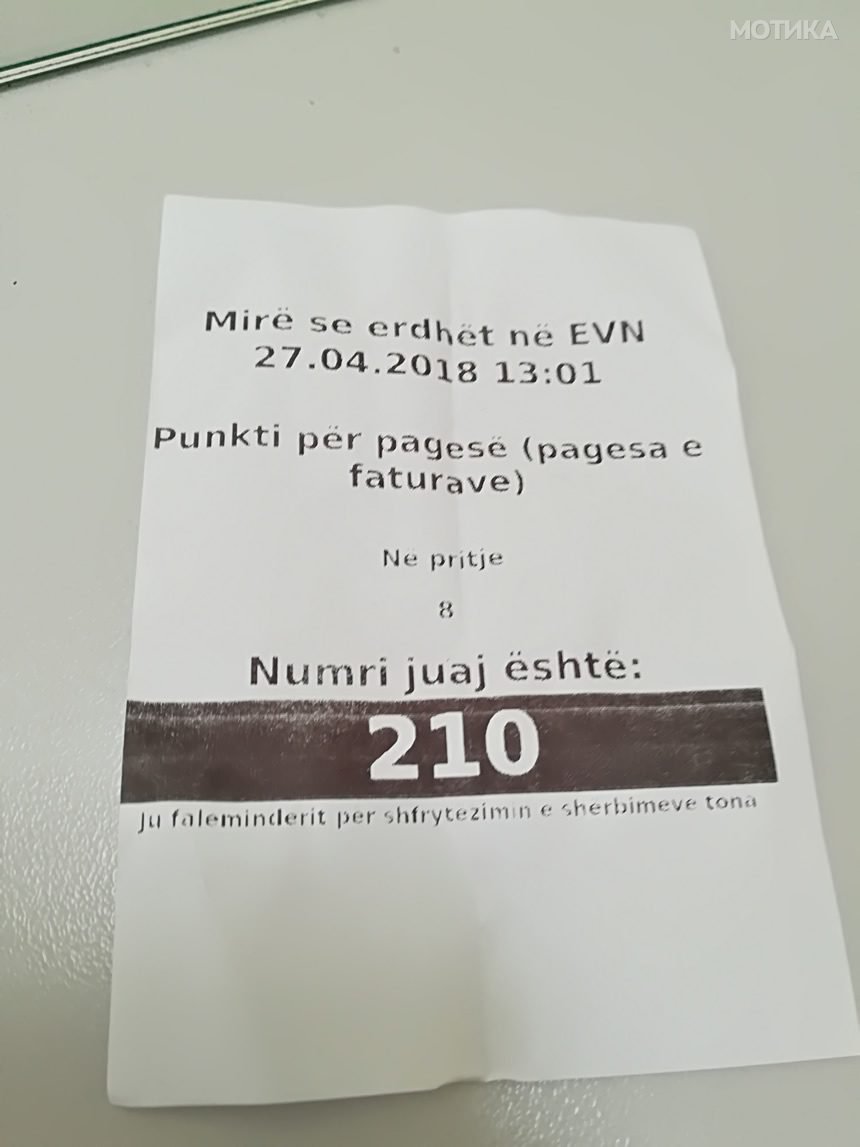 МОТИКА
Mirë se erdhët në EVN
27.04.2018 13:01
Punkti për pagesë (pagesa e
faturave)
Në pritje
8
Numri juaj është:
210
Ju faleminderit per shfrytezimin e sherbimeve tona